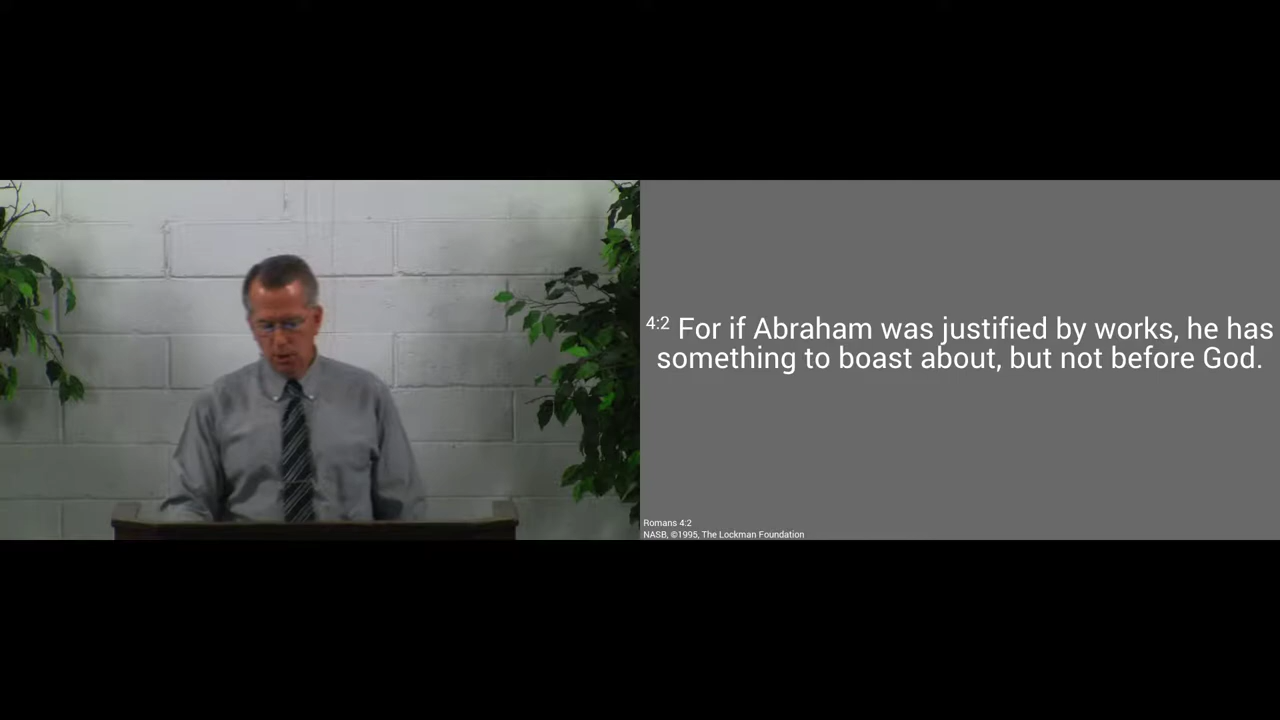 4:2 For if Abraham was justified by works, he has
something to boast about, but not before God.
Romans 4:2
NASB, ©1995, The Lockman Foundation